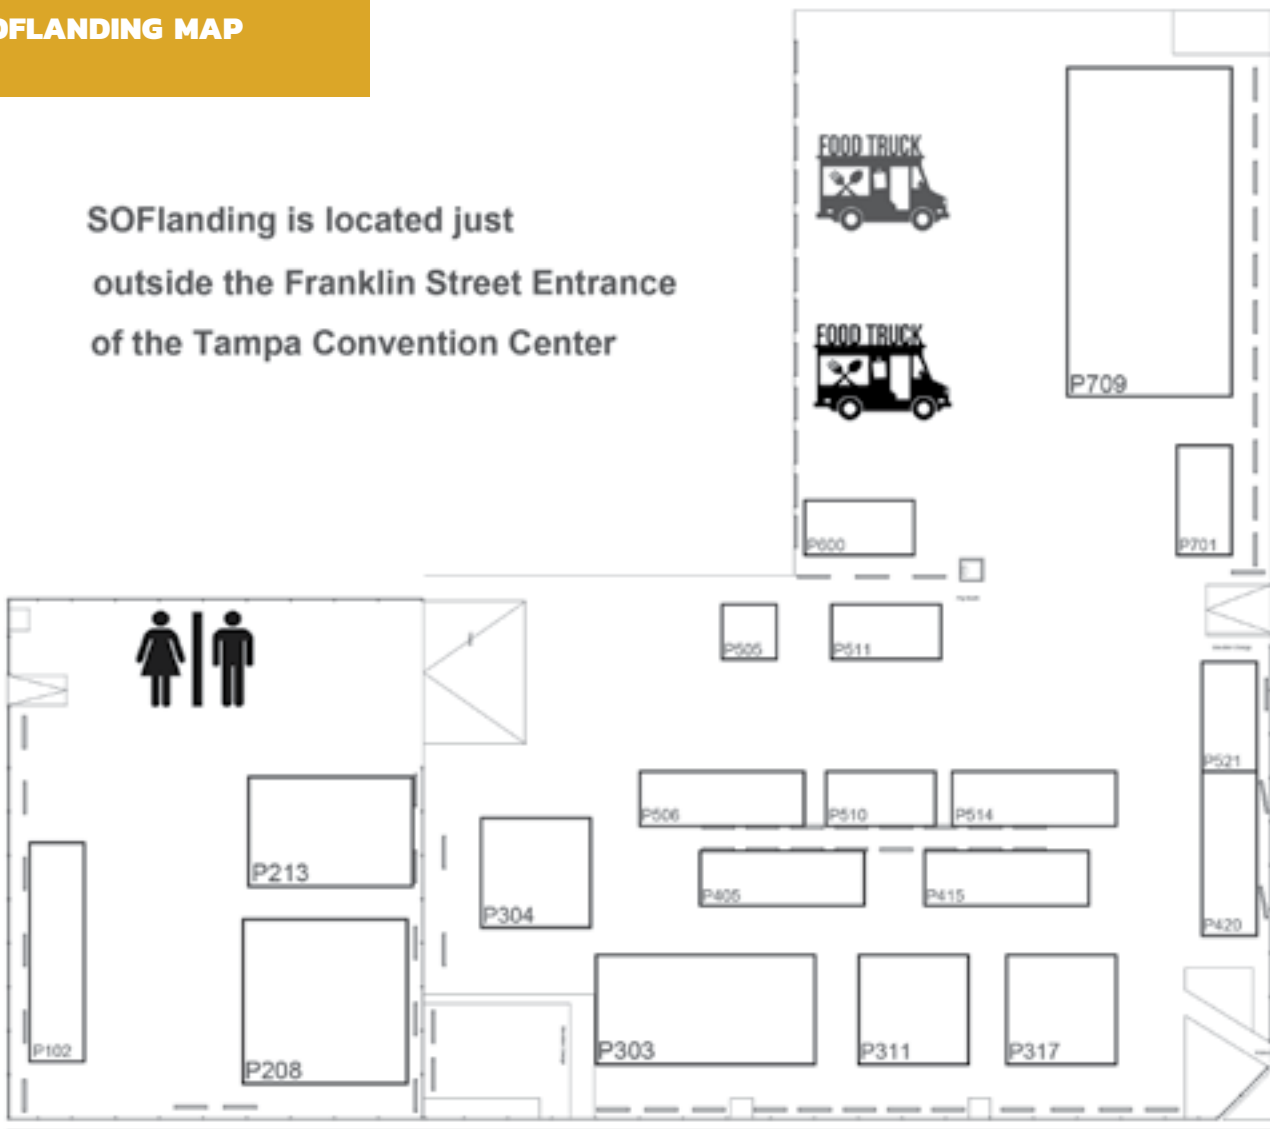 OFLANDING MAP
SOFlanding is located just
outside the Franklin Street Entrance
of the Tampa Convention Center
FOOD TRUCK
FOOD TRUCK
P709
P600
P701
P505
P511
P521
P506
P510
P514
P213
P304
P405
P415
P420
P102
P208
P303
P311
P317